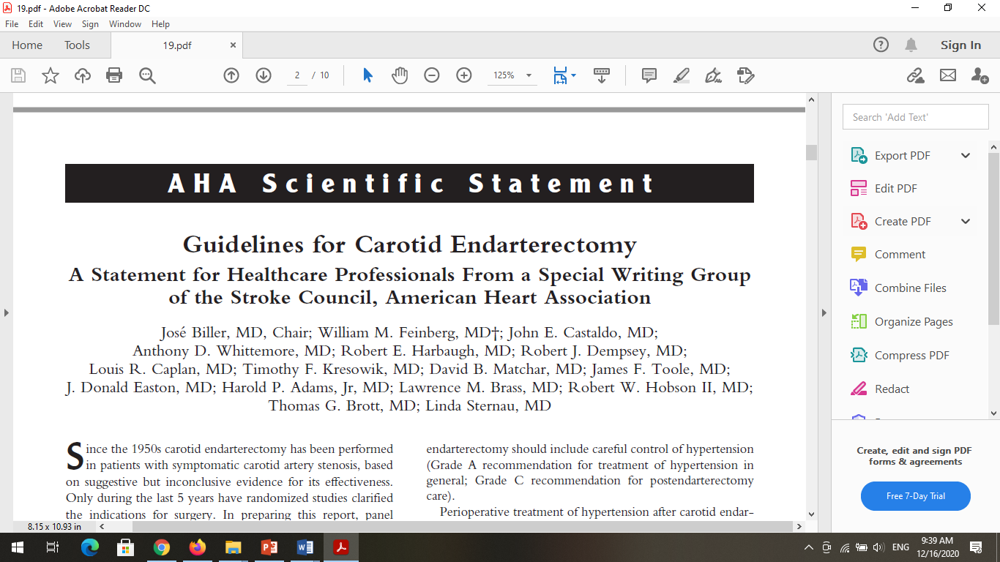 19.pdf - Adobe Acrobat Reader DC
File Edit View Sign Window Help
Home Tools 19.pdf × Sign In
2 / 10 125%
AHA Scientific Statement
Guidelines for Carotid Endarterectomy
A Statement for Healthcare Professionals From a Special Writing Group
of the Stroke Council, American Heart Association
José Biller, MD, Chair; William M. Feinberg, MD†; John E. Castaldo, MD;
Anthony D. Whittemore, MD; Robert E. Harbaugh, MD; Robert J. Dempsey, MD;
Louis R. Caplan, MD; Timothy F. Kresowik, MD; David B. Matchar, MD; James F. Toole, MD;
J. Donald Easton, MD; Harold P. Adams, Jr, MD; Lawrence M. Brass, MD; Robert W. Hobson II, MD;
Thomas G. Brott, MD; Linda Sternau, MD
Since the 1950s carotid endarterectomy has been performed
in patients with symptomatic carotid artery stenosis, based
on suggestive but inconclusive evidence for its effectiveness.
Only during the last 5 years have randomized studies clarified
the indications for surgery. In preparing this report, panel
endarterectomy should include careful control of hypertension
(Grade A recommendation for treatment of hypertension in
general; Grade C recommendation for postendarterectomy
care).
Perioperative treatment of hypertension after carotid endar-
8.15 x 10.93 in
Search 'Add Text'
Export PDF
Edit PDF
Create PDF
Comment
Combine Files
Organize Pages
Compress PDF
Redact
Create, edit and sign PDF
forms & agreements
Free 7-Day Trial
ENG
9:39 AM
12/16/2020